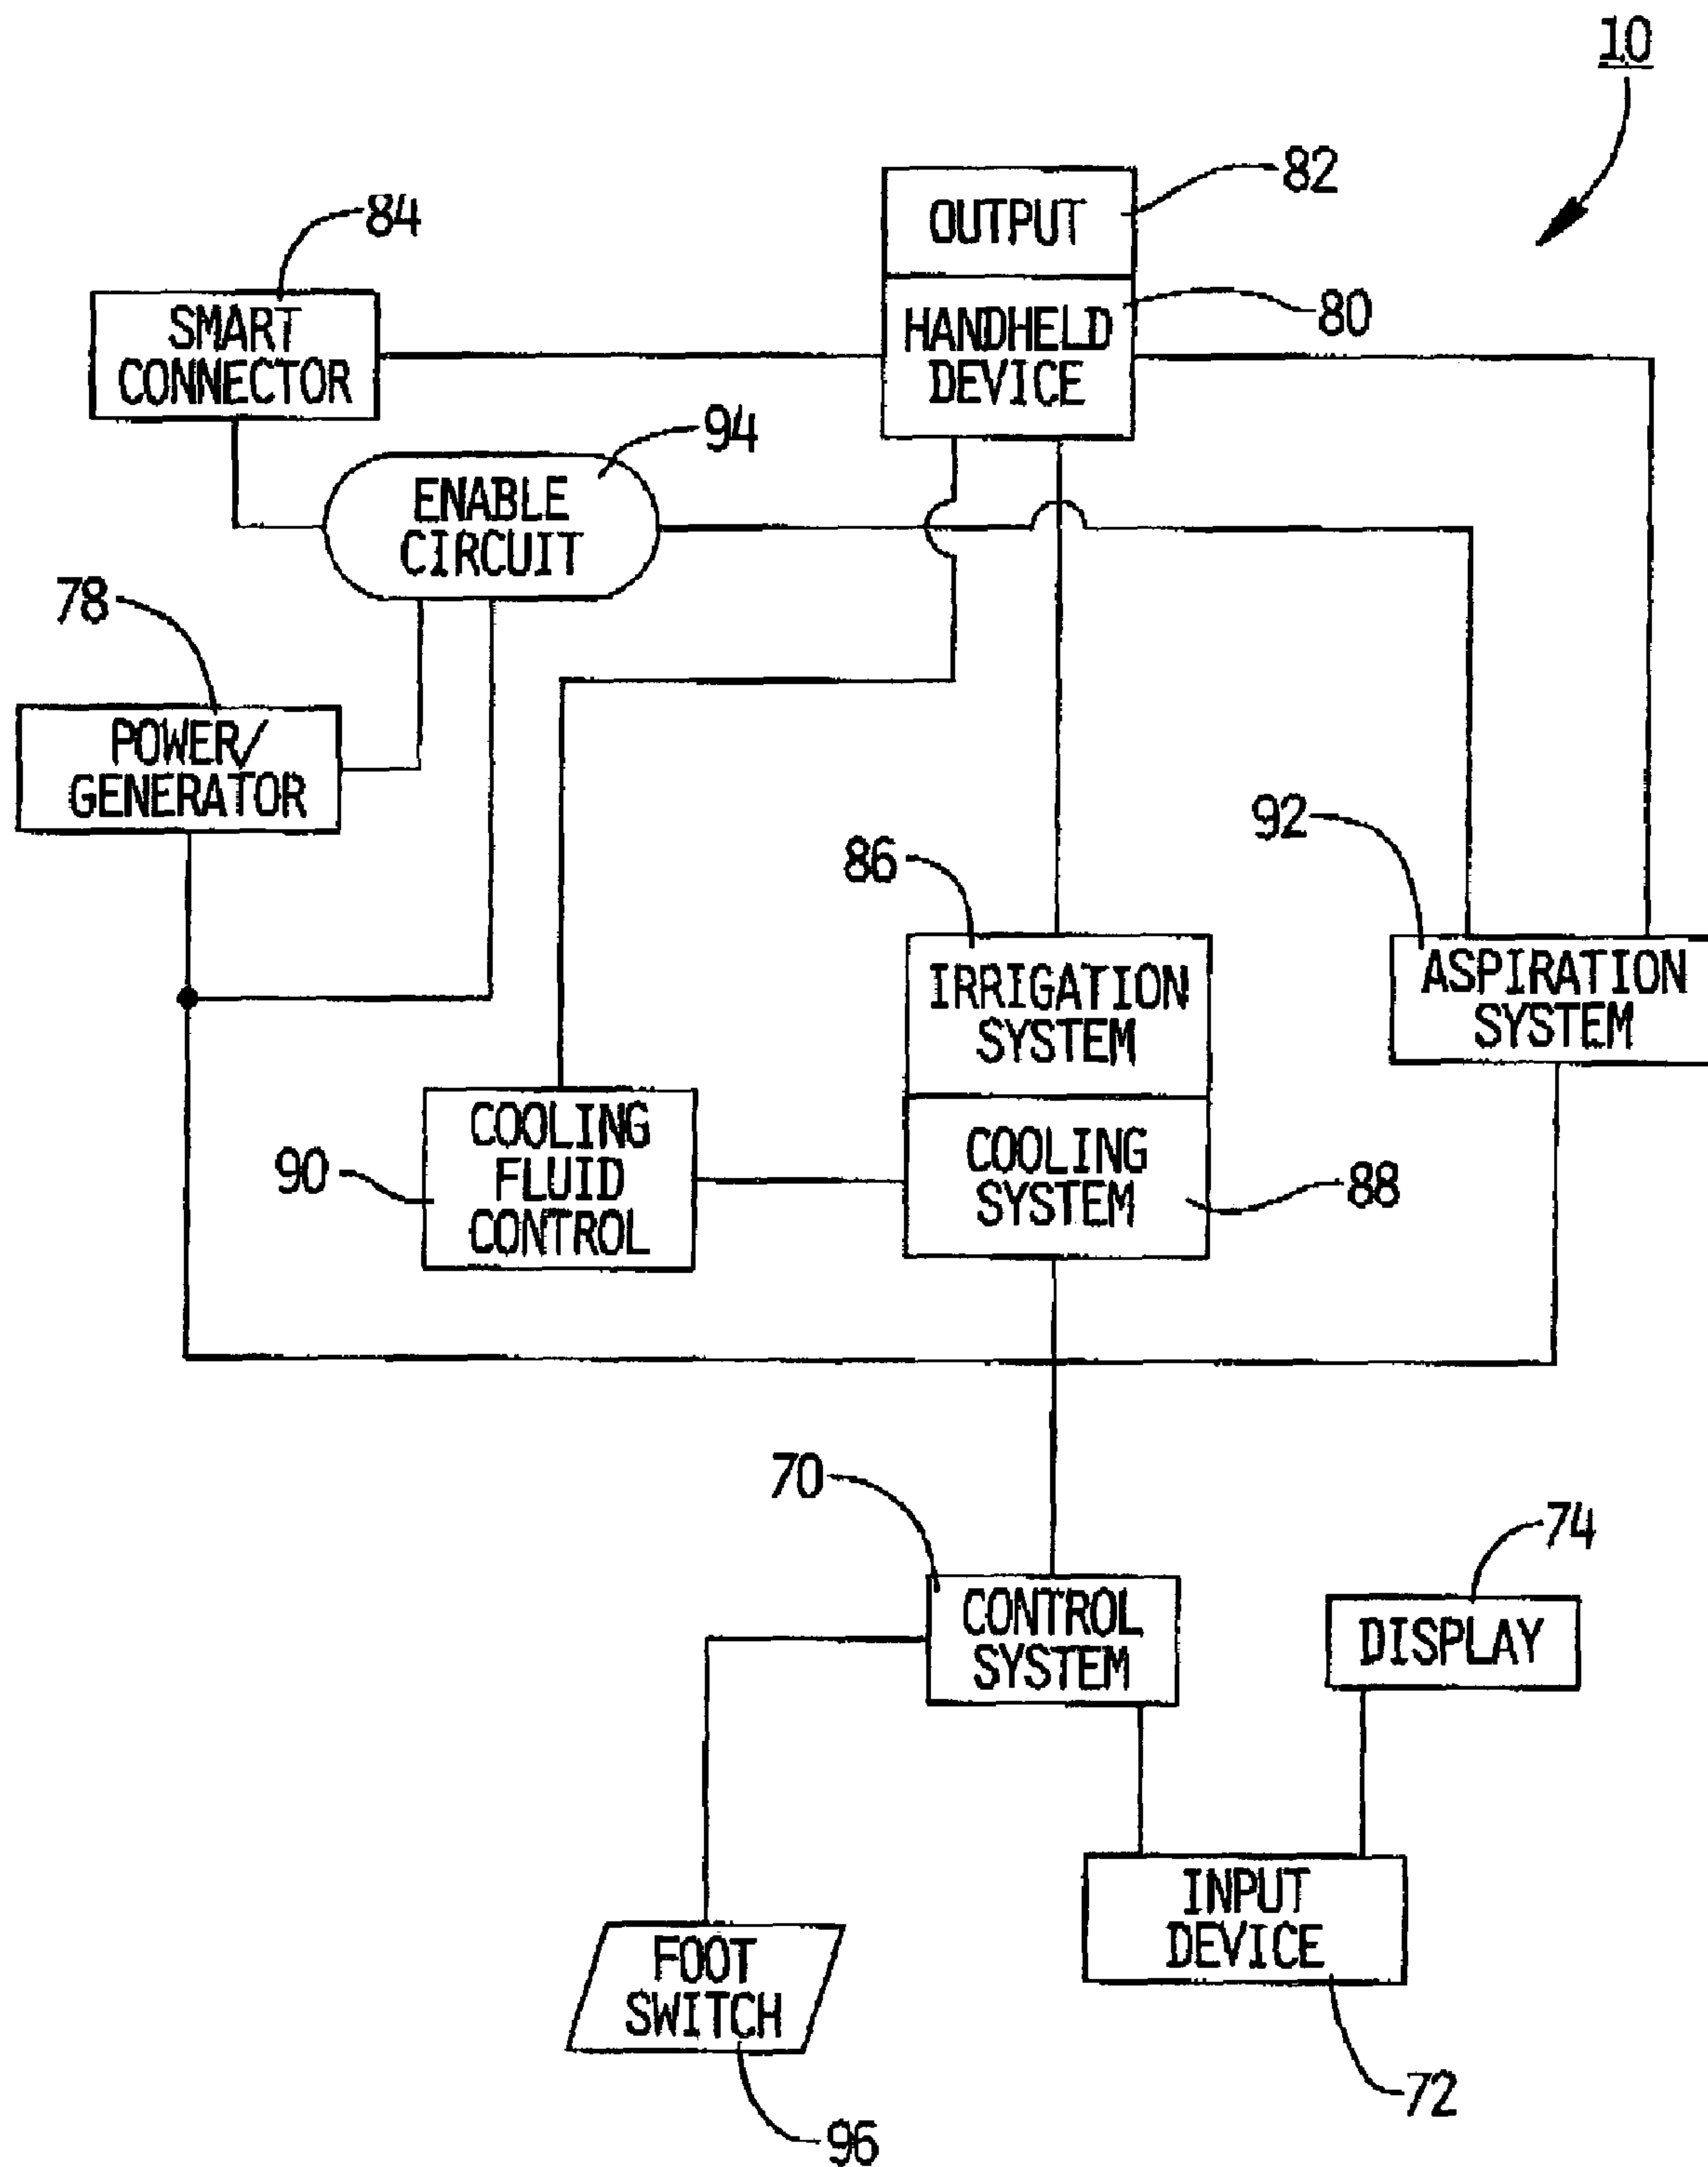 10
82
OUTPUT
84
80
SMART
CONNECTOR
HANDHELD
DEVICE
94
ENABLE
CIRCUIT
78
POWER/
GENERATOR
92
86
IRRIGATION
SYSTEM
ASPIRATION
SYSTEM
90
COOLING
FLUID
CONTROL
COOLING
SYSTEM
88
70
CONTROL
SYSTEM
74
DISPLAY
INPUT
DEVICE
FOOT
SWITCH
72
96